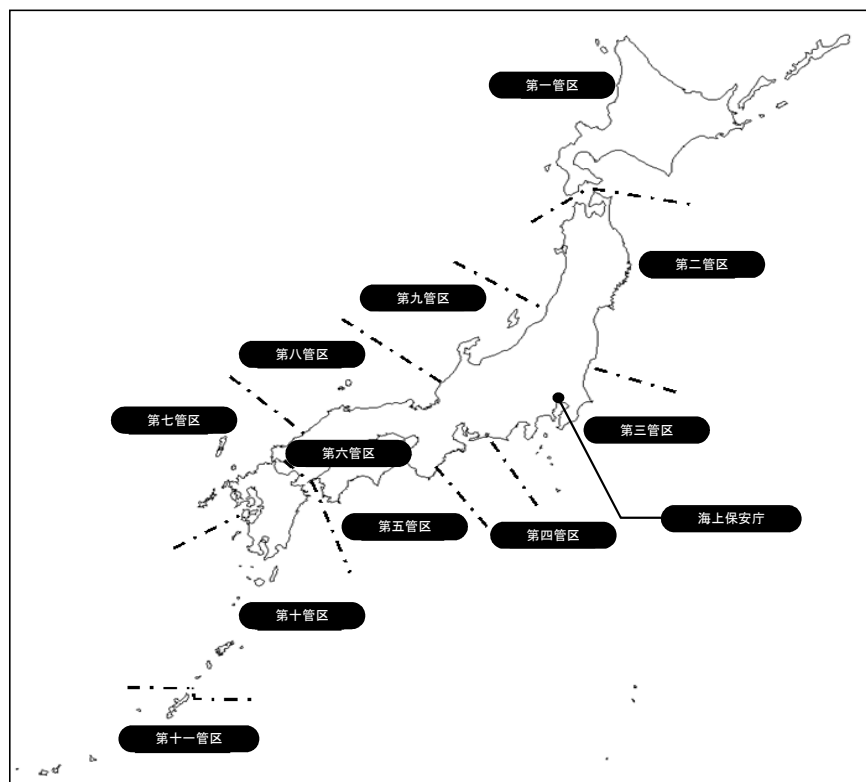 第一管区
第二管区
第九管区
第八管区
第七管区
第三管区
第六管区
海上保安庁
第五管区
第四管区
第十管区
第十一管区